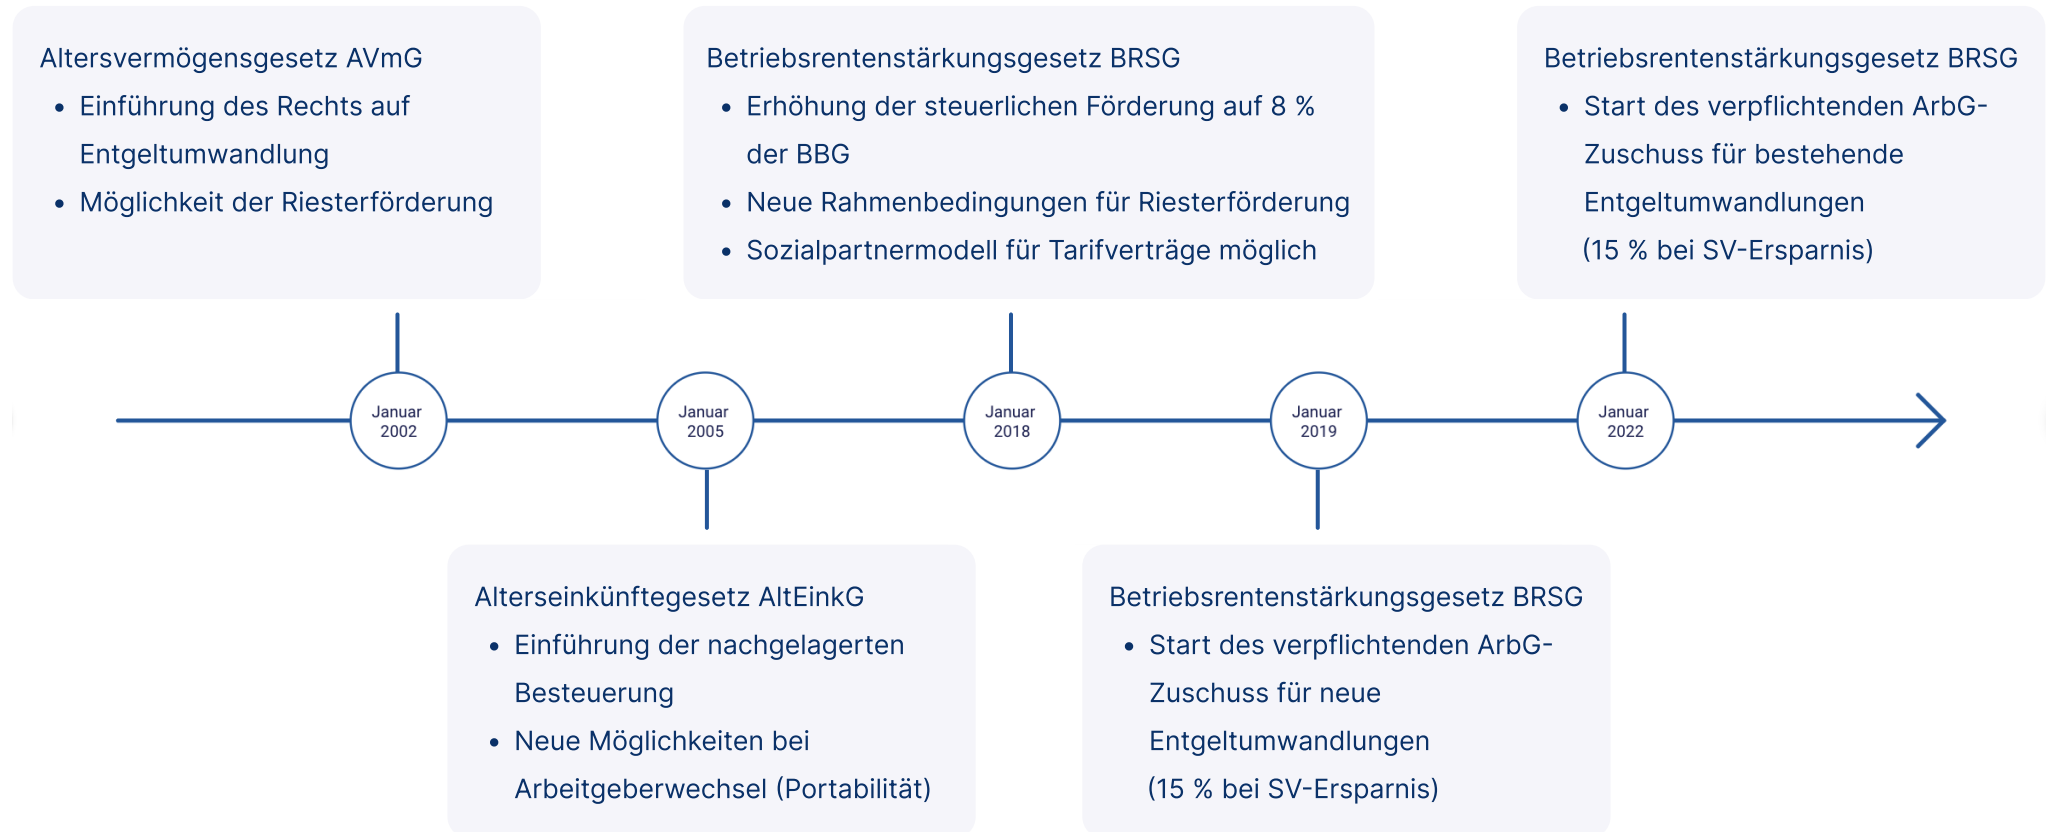 Altersvermögensgesetz AVmG
• Einführung des Rechts auf
Entgeltumwandlung
• Möglichkeit der Riesterförderung
Betriebsrentenstärkungsgesetz BRSG
• Erhöhung der steuerlichen Förderung auf 8 %
der BBG
• Neue Rahmenbedingungen für Riesterförderung
• Sozialpartnermodell für Tarifverträge möglich
Betriebsrentenstärkungsgesetz BRSG
• Start des verpflichtenden ArbG-
Zuschuss für bestehende
Entgeltumwandlungen
(15 % bei SV-Ersparnis)
Januar
2002
Januar
2005
Januar
2018
Januar
2019
Januar
2022
Alterseinkünftegesetz AltEinkG
• Einführung der nachgelagerten
Besteuerung
• Neue Möglichkeiten bei
Arbeitgeberwechsel (Portabilität)
Betriebsrentenstärkungsgesetz BRSG
• Start des verpflichtenden ArbG-
Zuschuss für neue
Entgeltumwandlungen
(15 % bei SV-Ersparnis)